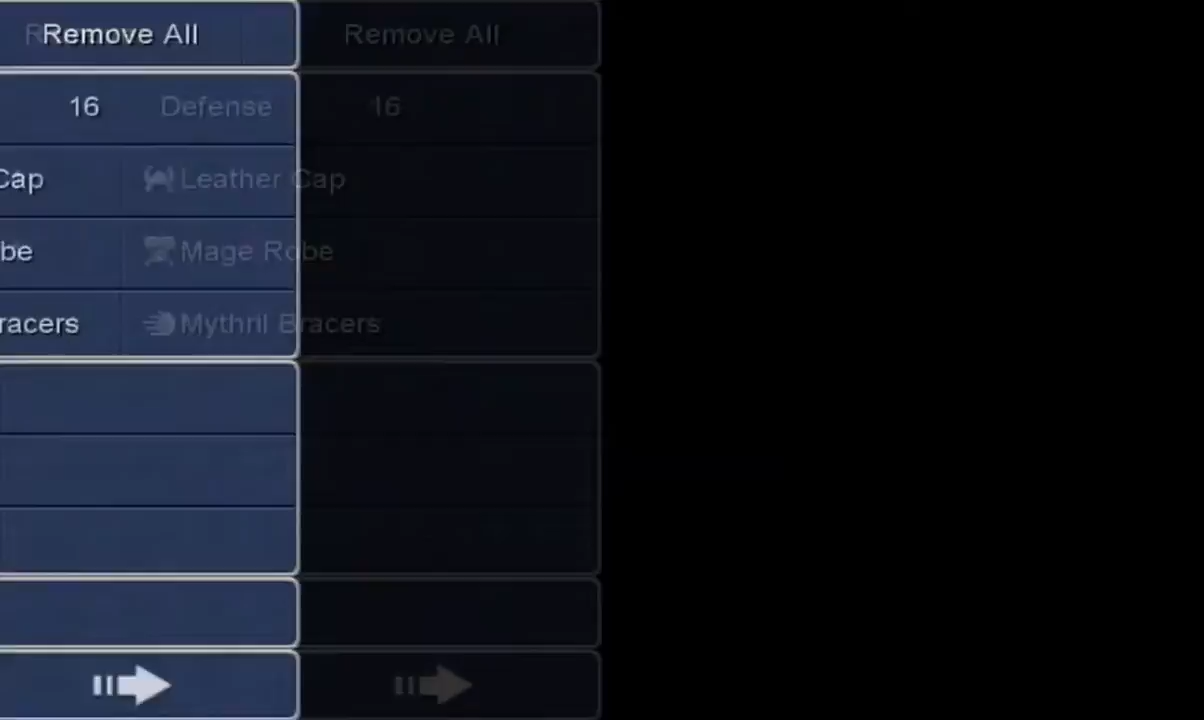 Remove All Remove All
16 Defense 16
Cap Leather Cap
be Mage Robe
racers Mythril Bracers